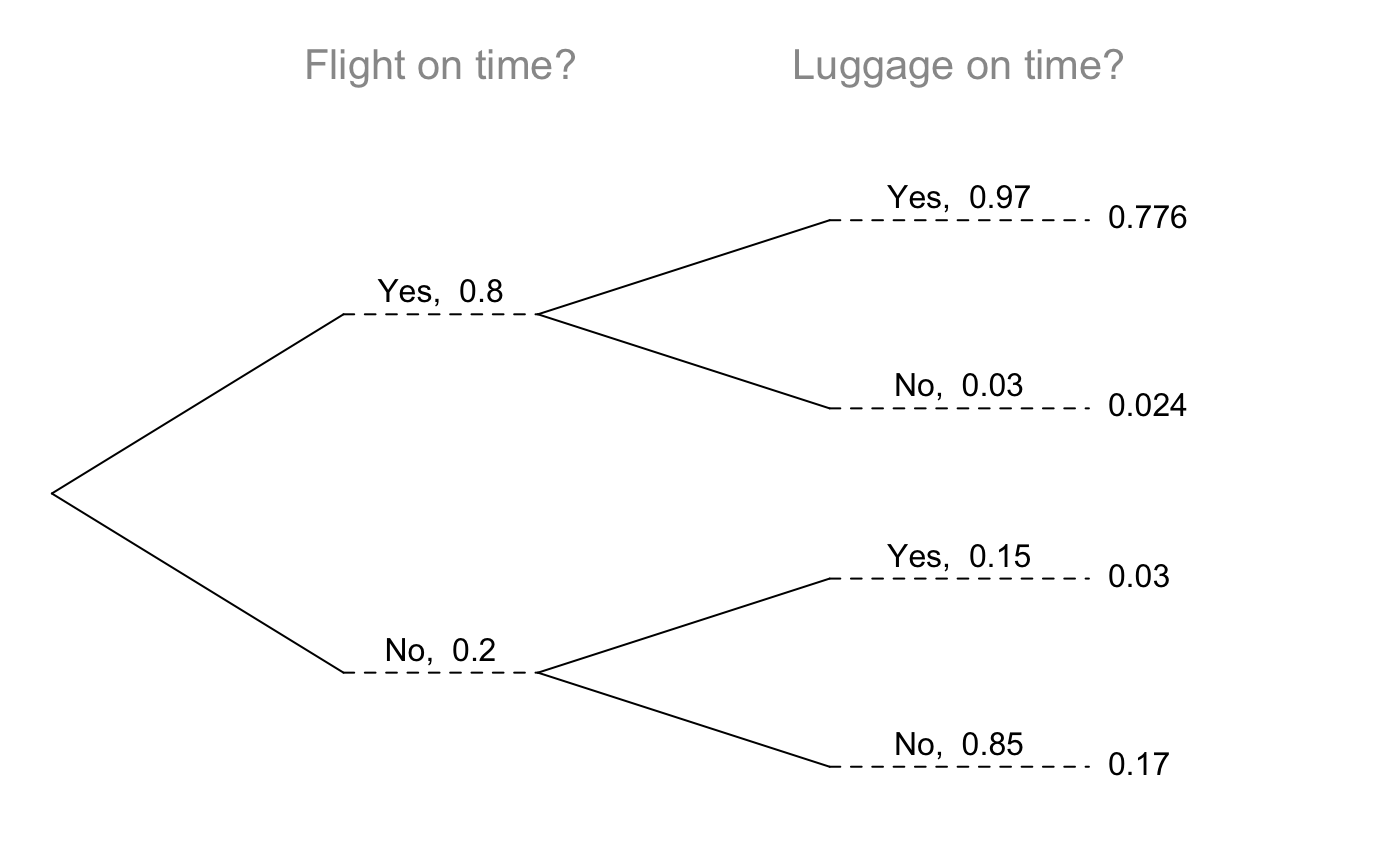 Flight on time? Luggage on time?
Yes, 0.97 0.776
Yes, 0.8
No, 0.03 0.024
Yes, 0.15 0.03
No, 0.2
No, 0.85 0.17